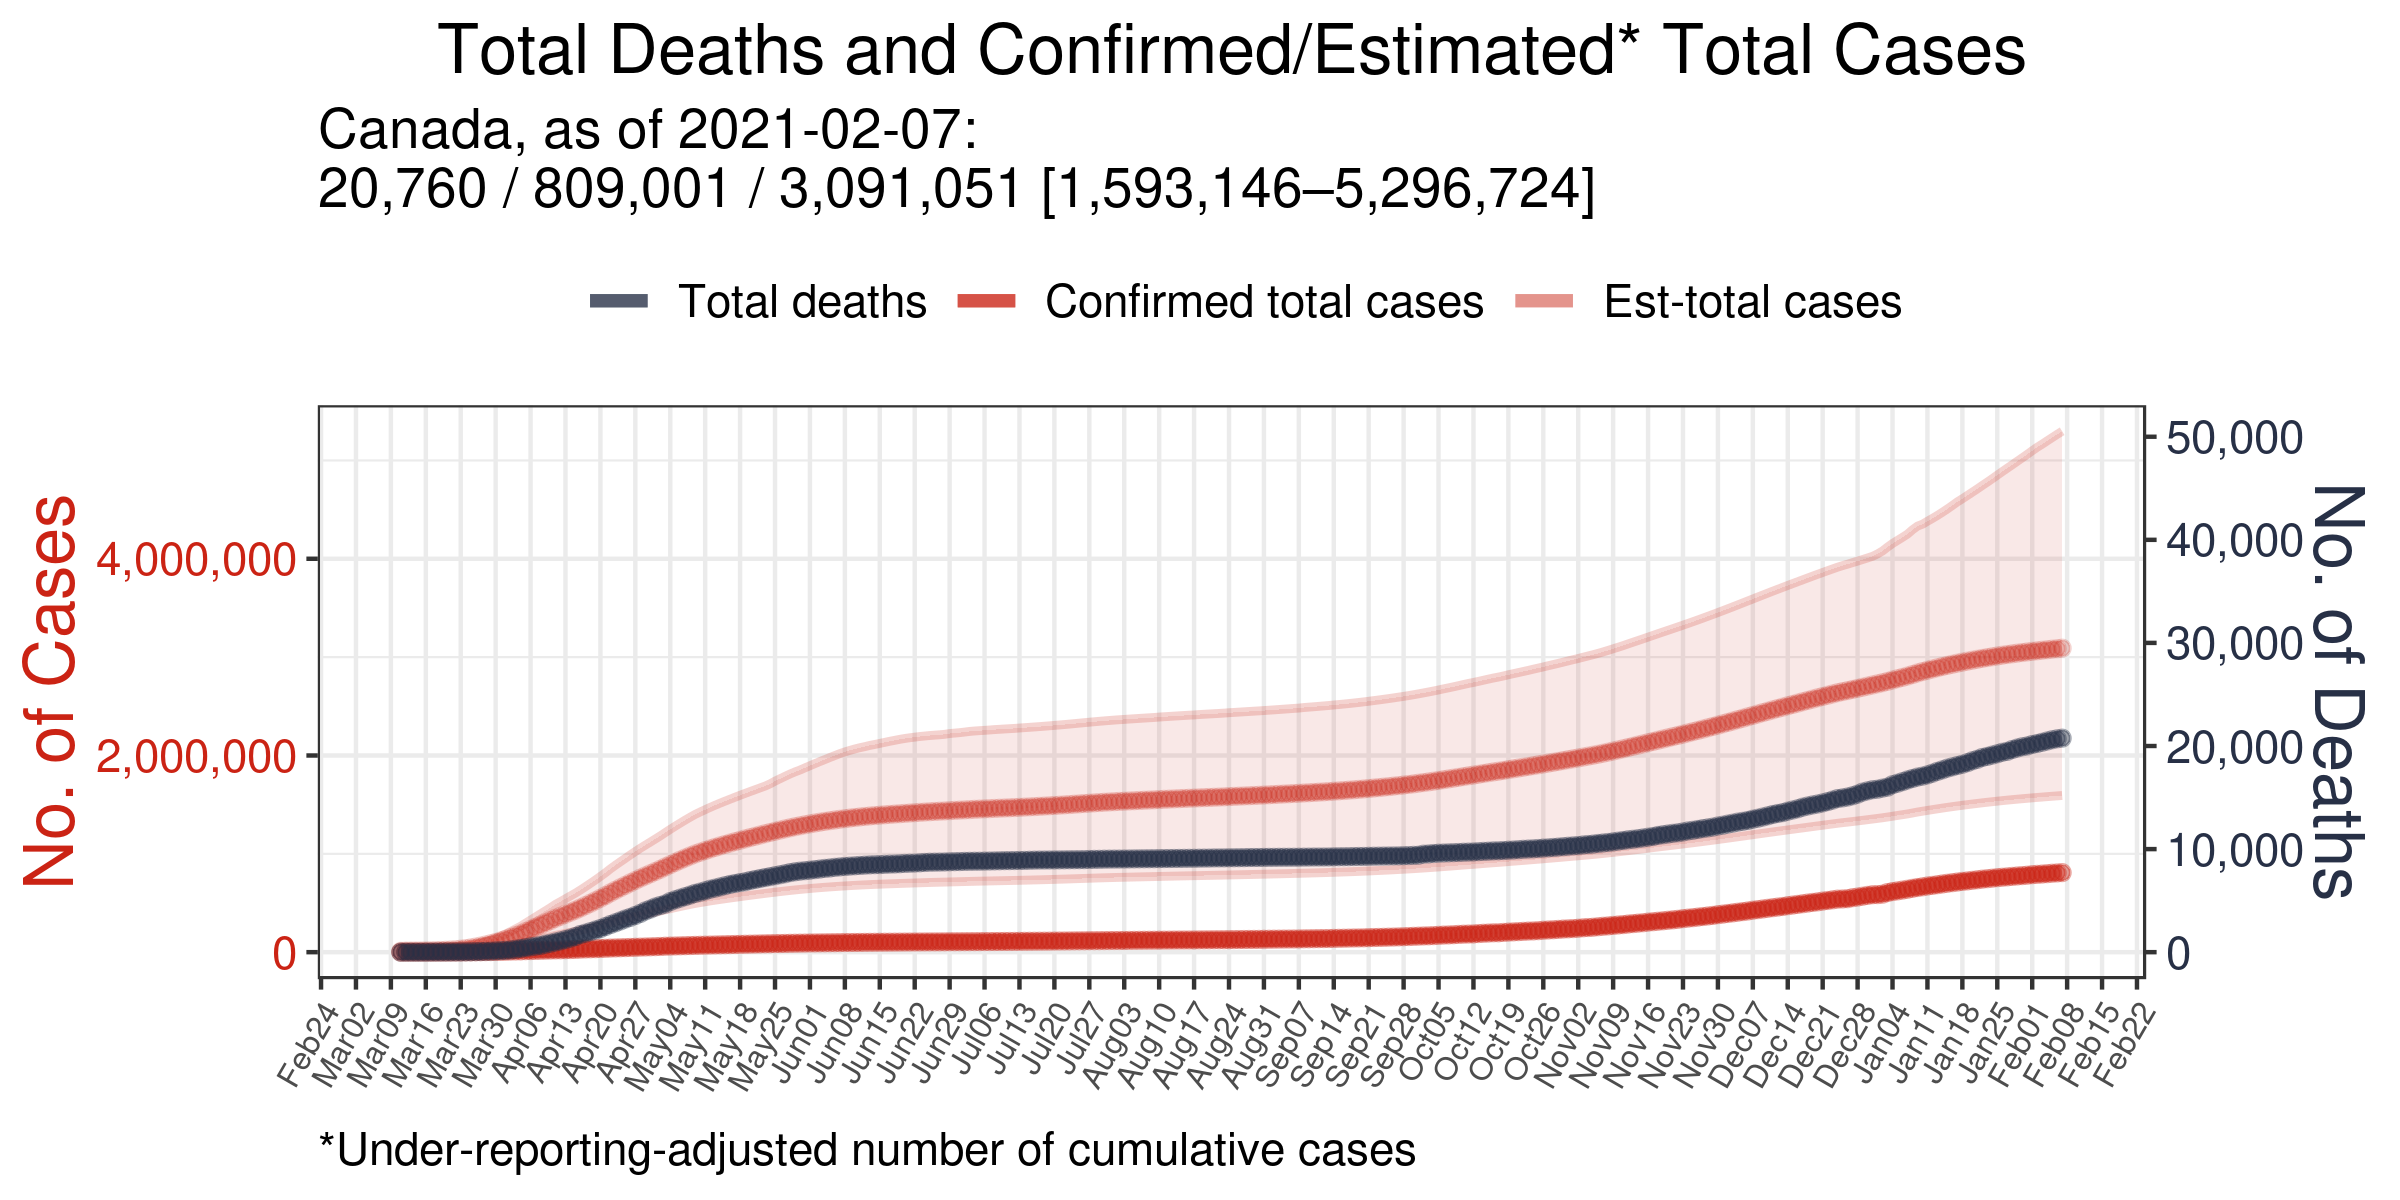 Total Deaths and Confirmed/Estimated* Total Cases
Canada, as of 2021-02-07:
20,760 / 809,001 / 3,091,051 [1,593,146–5,296,724]
Total deaths
Confirmed total cases
Est-total cases
No. of Cases
4,000,000
2,000,000
0
50,000
40,000
30,000
20,000
10,000
0
No. of Deaths
Feb24
Mar02
Mar09
Mar16
Mar23
Mar30
Apr06
Apr13
Apr20
Apr27
May04
May11
May18
May25
Jun01
Jun08
Jun15
Jun22
Jun29
Jul06
Jul13
Jul20
Jul27
Aug03
Aug10
Aug17
Aug24
Aug31
Sep07
Sep14
Sep21
Sep28
Oct05
Oct12
Oct19
Oct26
Nov02
Nov09
Nov16
Nov23
Nov30
Dec07
Dec14
Dec21
Dec28
Jan04
Jan11
Jan18
Jan25
Feb01
Feb08
Feb15
Feb22
*Under-reporting-adjusted number of cumulative cases